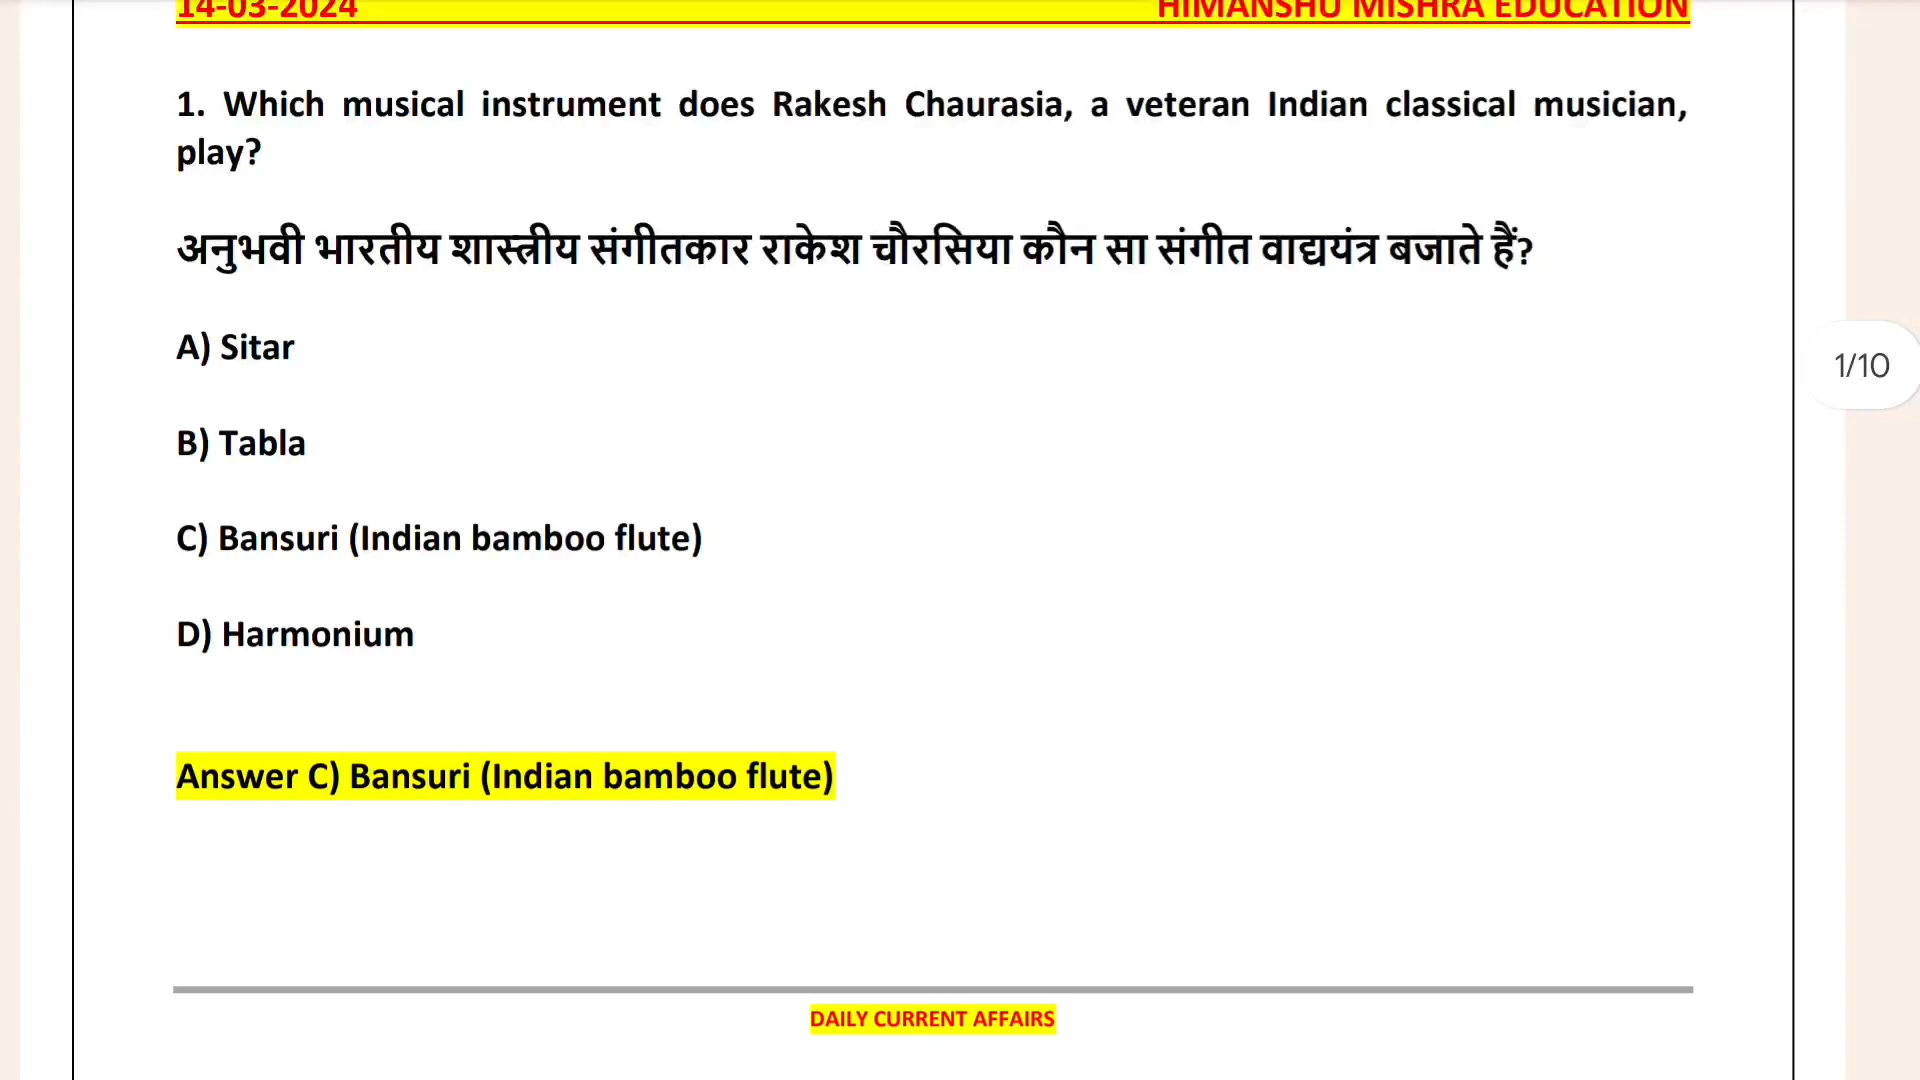 14-03-2024 HIMANSHU MISHRA EDUCATION
1. Which musical instrument does Rakesh Chaurasia, a veteran Indian classical musician,
play?
अनुभवी भारतीय शास्त्रीय संगीतकार राकेश चौरसिया कौन सा संगीत वाद्ययंत्र बजाते हैं?
A) Sitar
1/10
B) Tabla
C) Bansuri (Indian bamboo flute)
D) Harmonium
Answer C) Bansuri (Indian bamboo flute)
DAILY CURRENT AFFAIRS